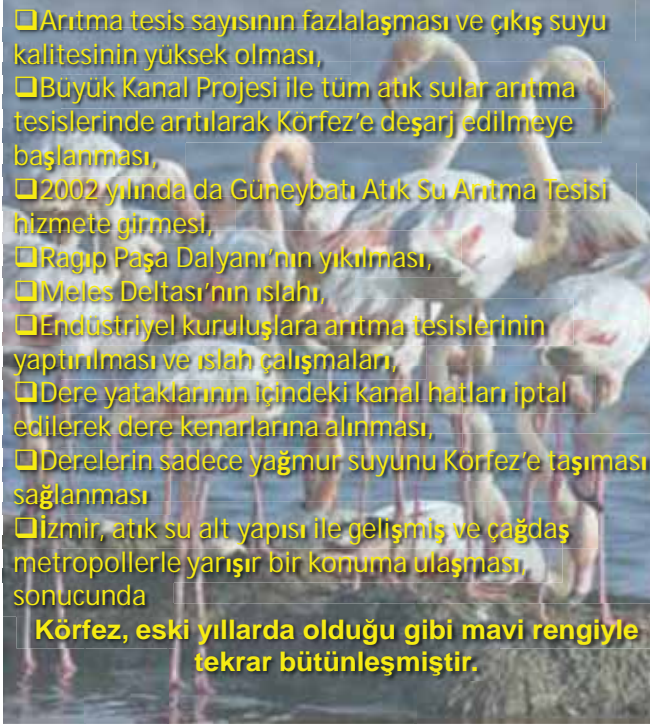 ❑Arıtma tesis sayısının fazlalaşması ve çıkış suyu
kalitesinin yüksek olması,
❑Büyük Kanal Projesi ile tüm atık sular arıtma
tesislerinde arıtılarak Körfez'e deşarj edilmeye
başlanması,
❑2002 yılında da Güneybatı Atık Su Arıtma Tesisi
hizmete girmesi,
❑Ragıp Paşa Dalyanı'nın yıkılması,
❑Meles Deltası'nın ıslahı,
❑Endüstriyel kuruluşlara arıtma tesislerinin
yaptırılması ve ıslah çalışmaları,
❑Dere yataklarının içindeki kanal hatları iptal
edilerek dere kenarlarına alınması,
❑Derelerin sadece yağmur suyunu Körfez'e taşıması
sağlanması
❑İzmir, atık su alt yapısı ile gelişmiş ve çağdaş
metropollerle yarışır bir konuma ulaşması,
sonucunda
Körfez, eski yıllarda olduğu gibi mavi rengiyle
tekrar bütünleşmiştir.